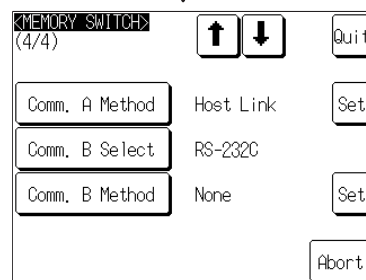 <MEMORY SWITCH>
(4/4)
Quit
Comm. A Method Host Link Set
Comm. B Select RS-232C
Comm. B Method None Set
Abort